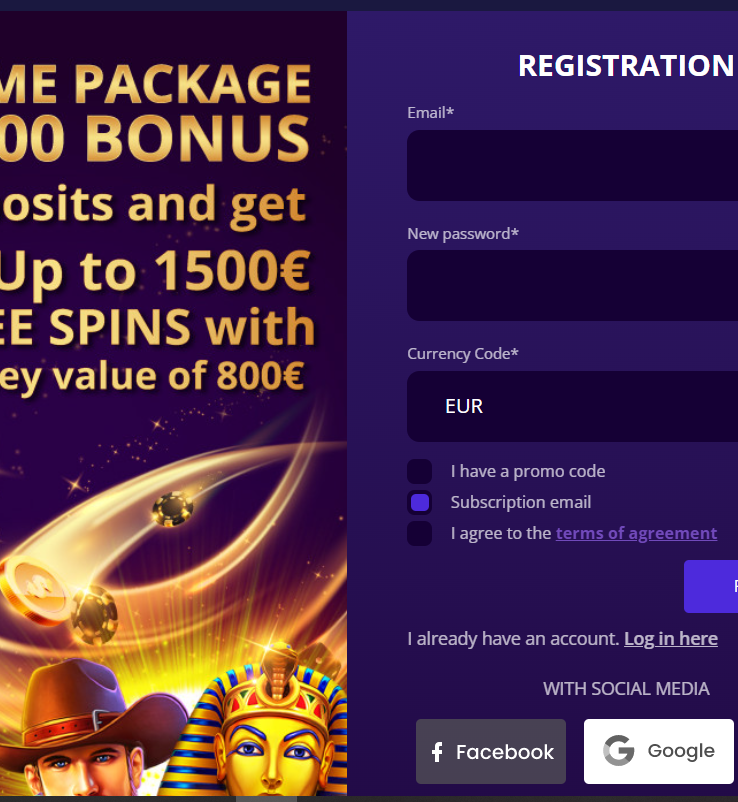 ME PACKAGE
00 BONUS
osits and get
Up to 1500€
EE SPINS with
ey value of 800€
REGISTRATION
Email*
New password*
Currency Code*
EUR
I have a promo code
Subscription email
I agree to the terms of agreement
I already have an account. Log in here
WITH SOCIAL MEDIA
Facebook
Google